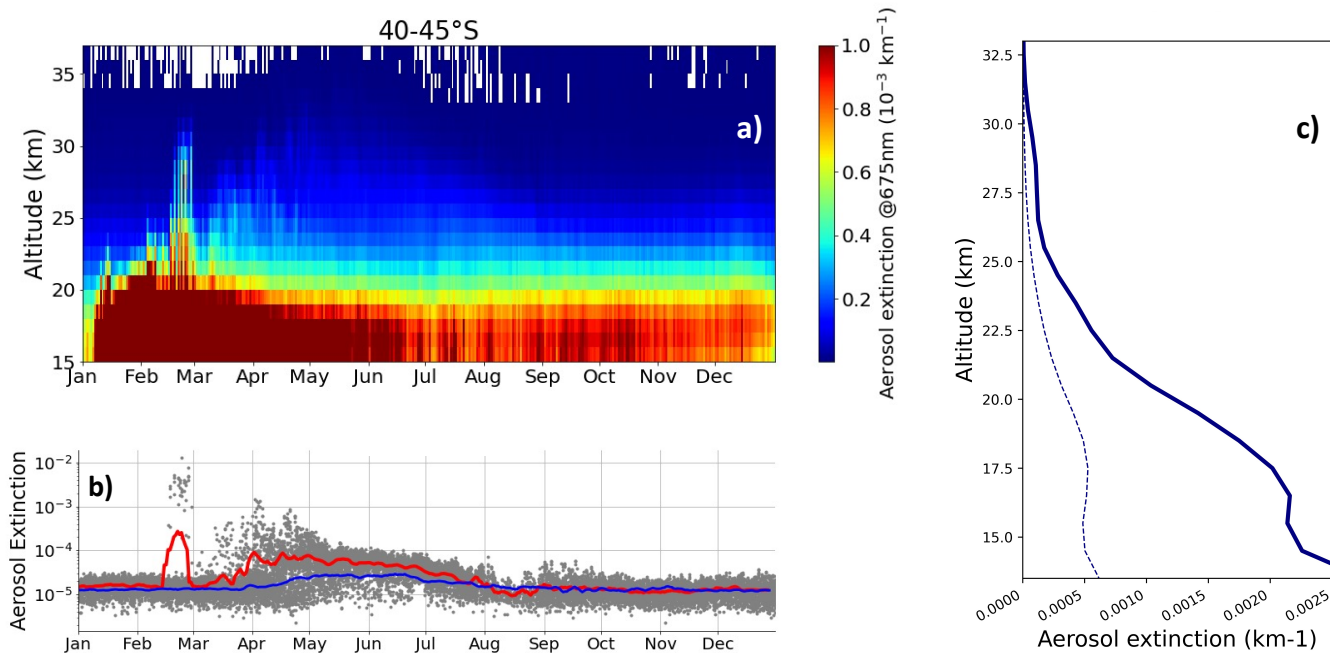 40-45°S
Altitude (km)
35
30
25
20
15
a)
Jan Feb Mar Apr May Jun Jul Aug Sep Oct Nov Dec
1.0
0.8
0.6
0.4
0.2
Aerosol extinction @675nm (10⁻³ km⁻¹)
Aerosol Extinction
10⁻²
10⁻³
10⁻⁴
10⁻⁵
b)
Jan Feb Mar Apr May Jun Jul Aug Sep Oct Nov Dec
c)
Altitude (km)
32.5
30.0
27.5
25.0
22.5
20.0
17.5
15.0
0.0000 0.0005 0.0010 0.0015 0.0020 0.0025
Aerosol extinction (km-1)